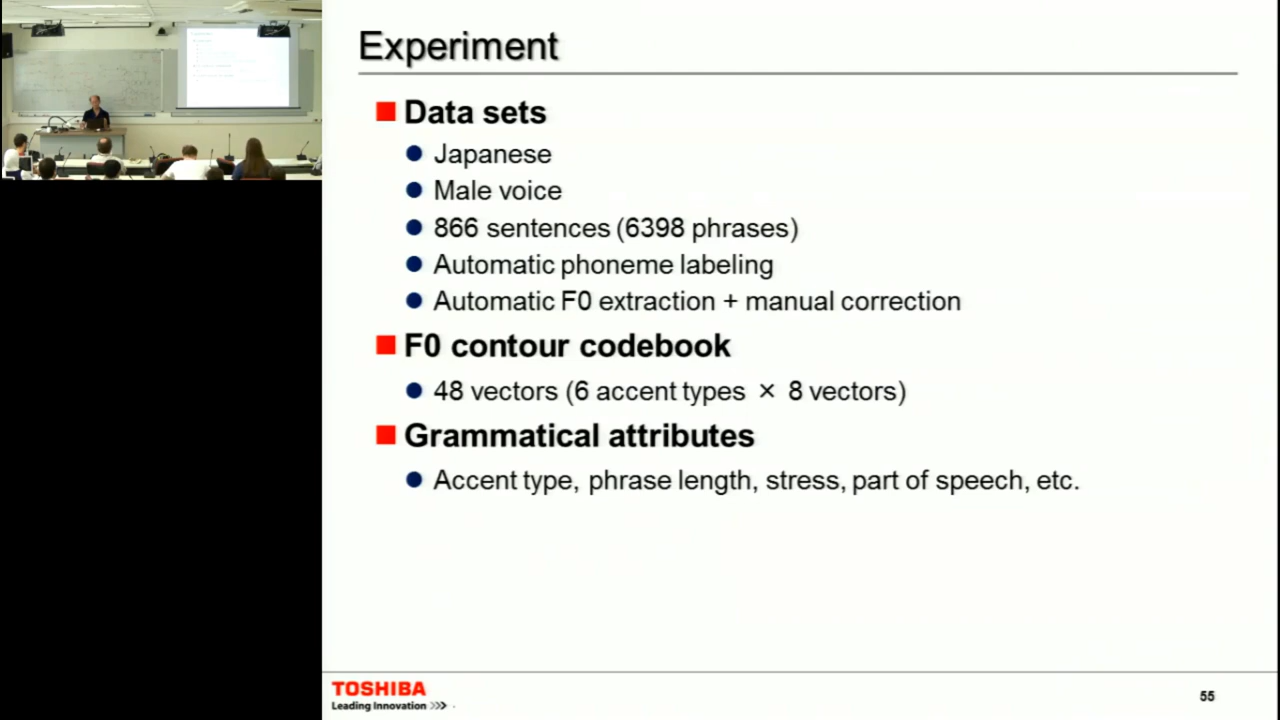 Experiment
Data sets
Japanese
Male voice
866 sentences (6398 phrases)
Automatic phoneme labeling
Automatic F0 extraction + manual correction
F0 contour codebook
48 vectors (6 accent types × 8 vectors)
Grammatical attributes
Accent type, phrase length, stress, part of speech, etc.
TOSHIBA
Leading Innovation >>>
55